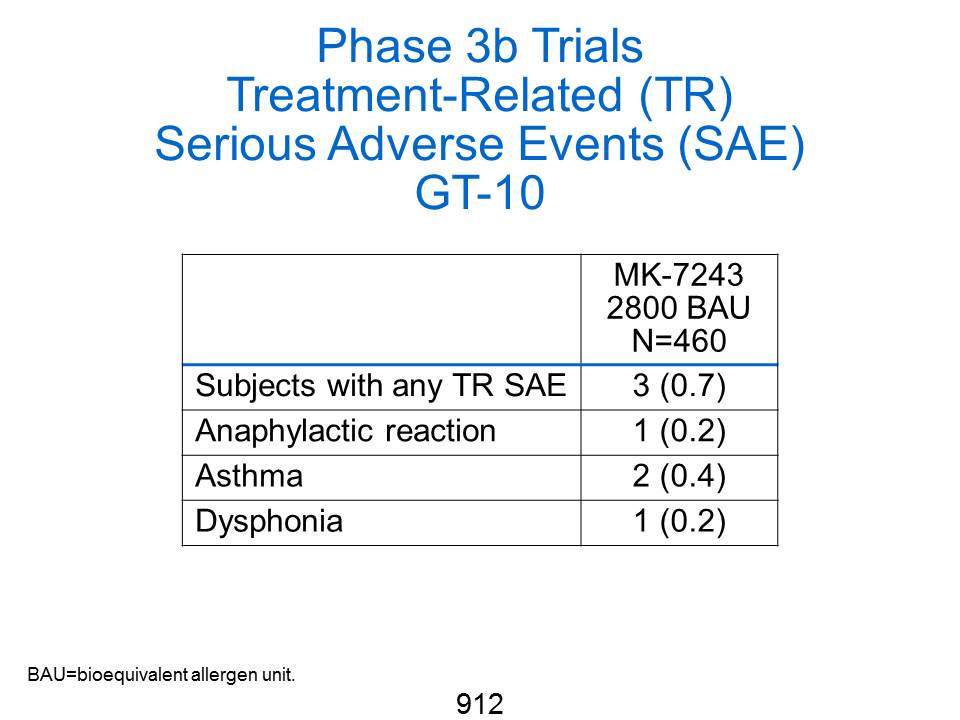 Phase 3b Trials
Treatment-Related (TR)
Serious Adverse Events (SAE)
GT-10
MK-7243
2800 BAU
N=460
Subjects with any TR SAE 3 (0.7)
Anaphylactic reaction 1 (0.2)
Asthma 2 (0.4)
Dysphonia 1 (0.2)
BAU=bioequivalent allergen unit.
912